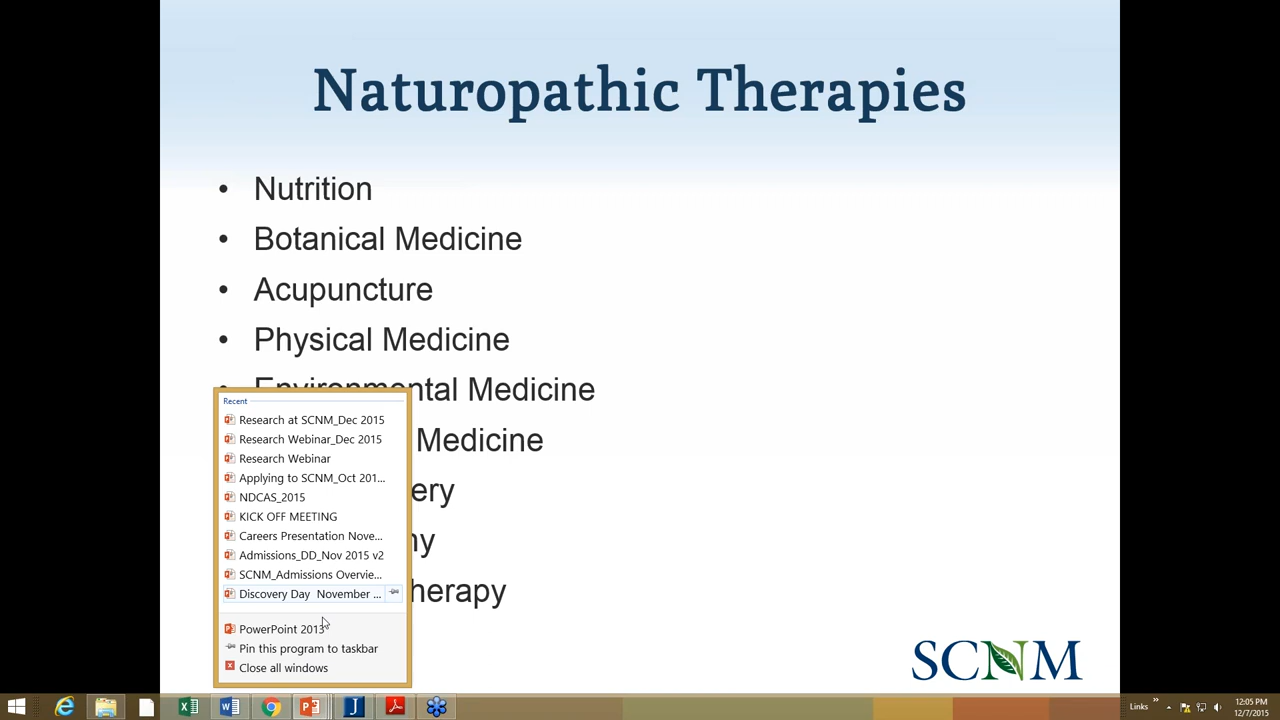 Naturopathic Therapies
• Nutrition
• Botanical Medicine
• Acupuncture
• Physical Medicine
• Environmental Medicine
Medicine
ery
ny
herapy
Recent
Research at SCNM_Dec 2015
Research Webinar_Dec 2015
Research Webinar
Applying to SCNM_Oct 201...
NDCAS_2015
KICK OFF MEETING
Careers Presentation Nove...
Admissions_DD_Nov 2015 v2
SCNM_Admissions Overvie...
Discovery Day November ...
PowerPoint 2013
Pin this program to taskbar
Close all windows
SCNM
Links
12:05 PM
12/7/2015